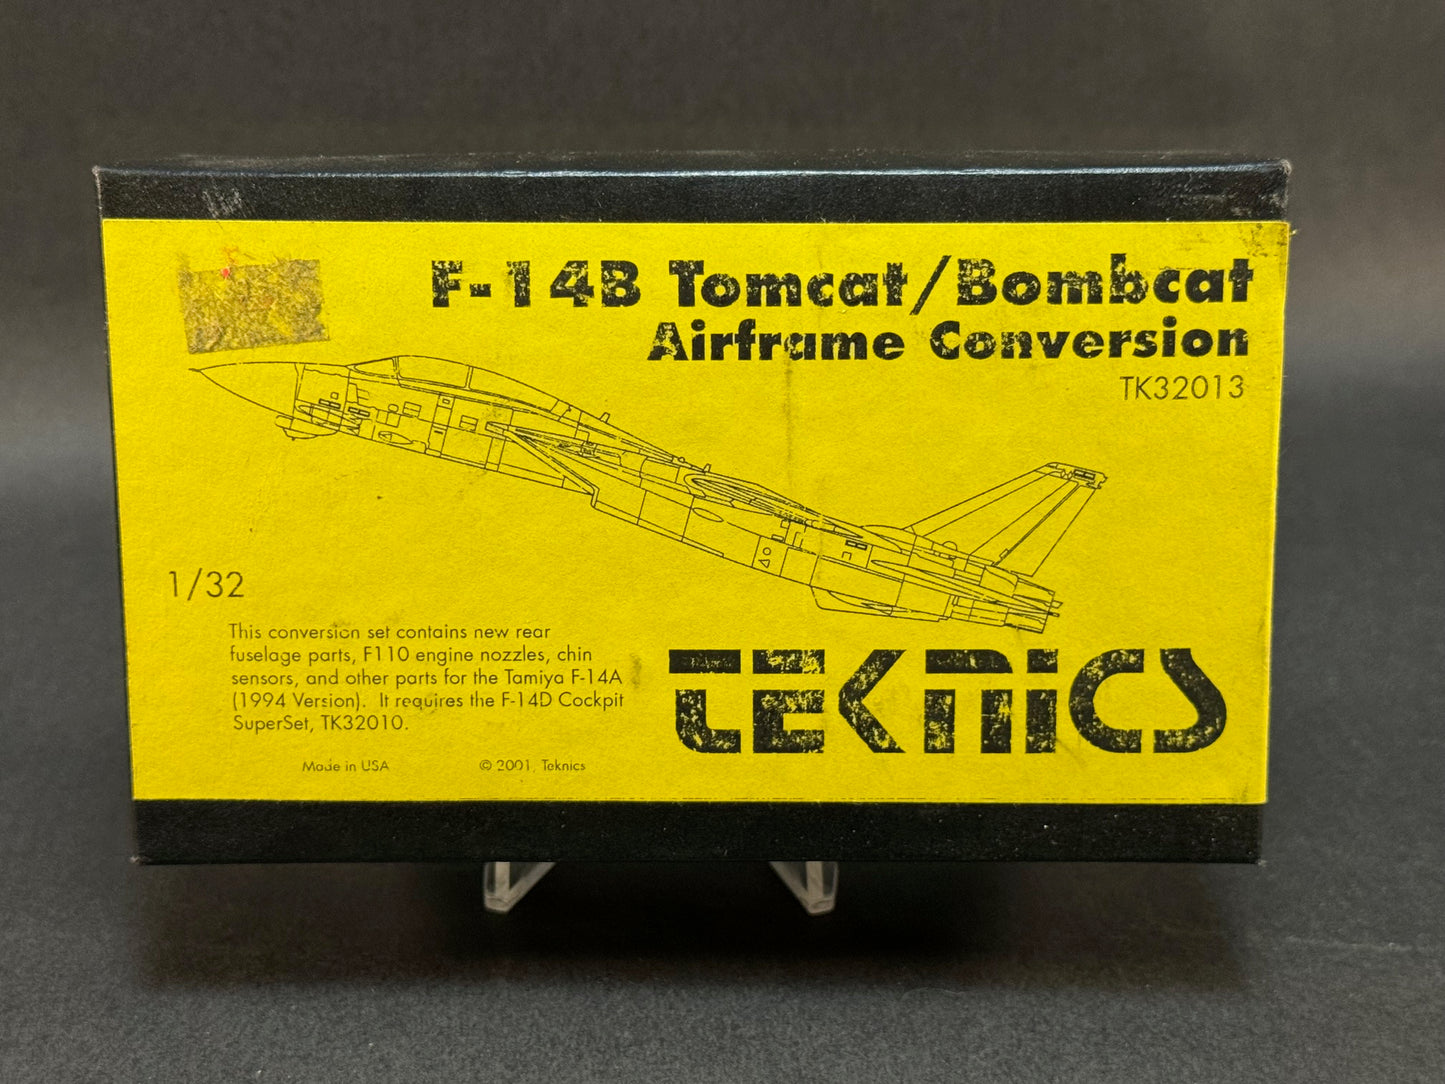 F-14B Tomcat/Bombcat
Airframe Conversion
TK32013
1/32
This conversion set contains new rear
fuselage parts, F110 engine nozzles, chin
sensors, and other parts for the Tamiya F-14A
(1994 Version).  It requires the F-14D Cockpit
SuperSet, TK32010.
Made in USA
© 2001, Teknics
TEKNICS